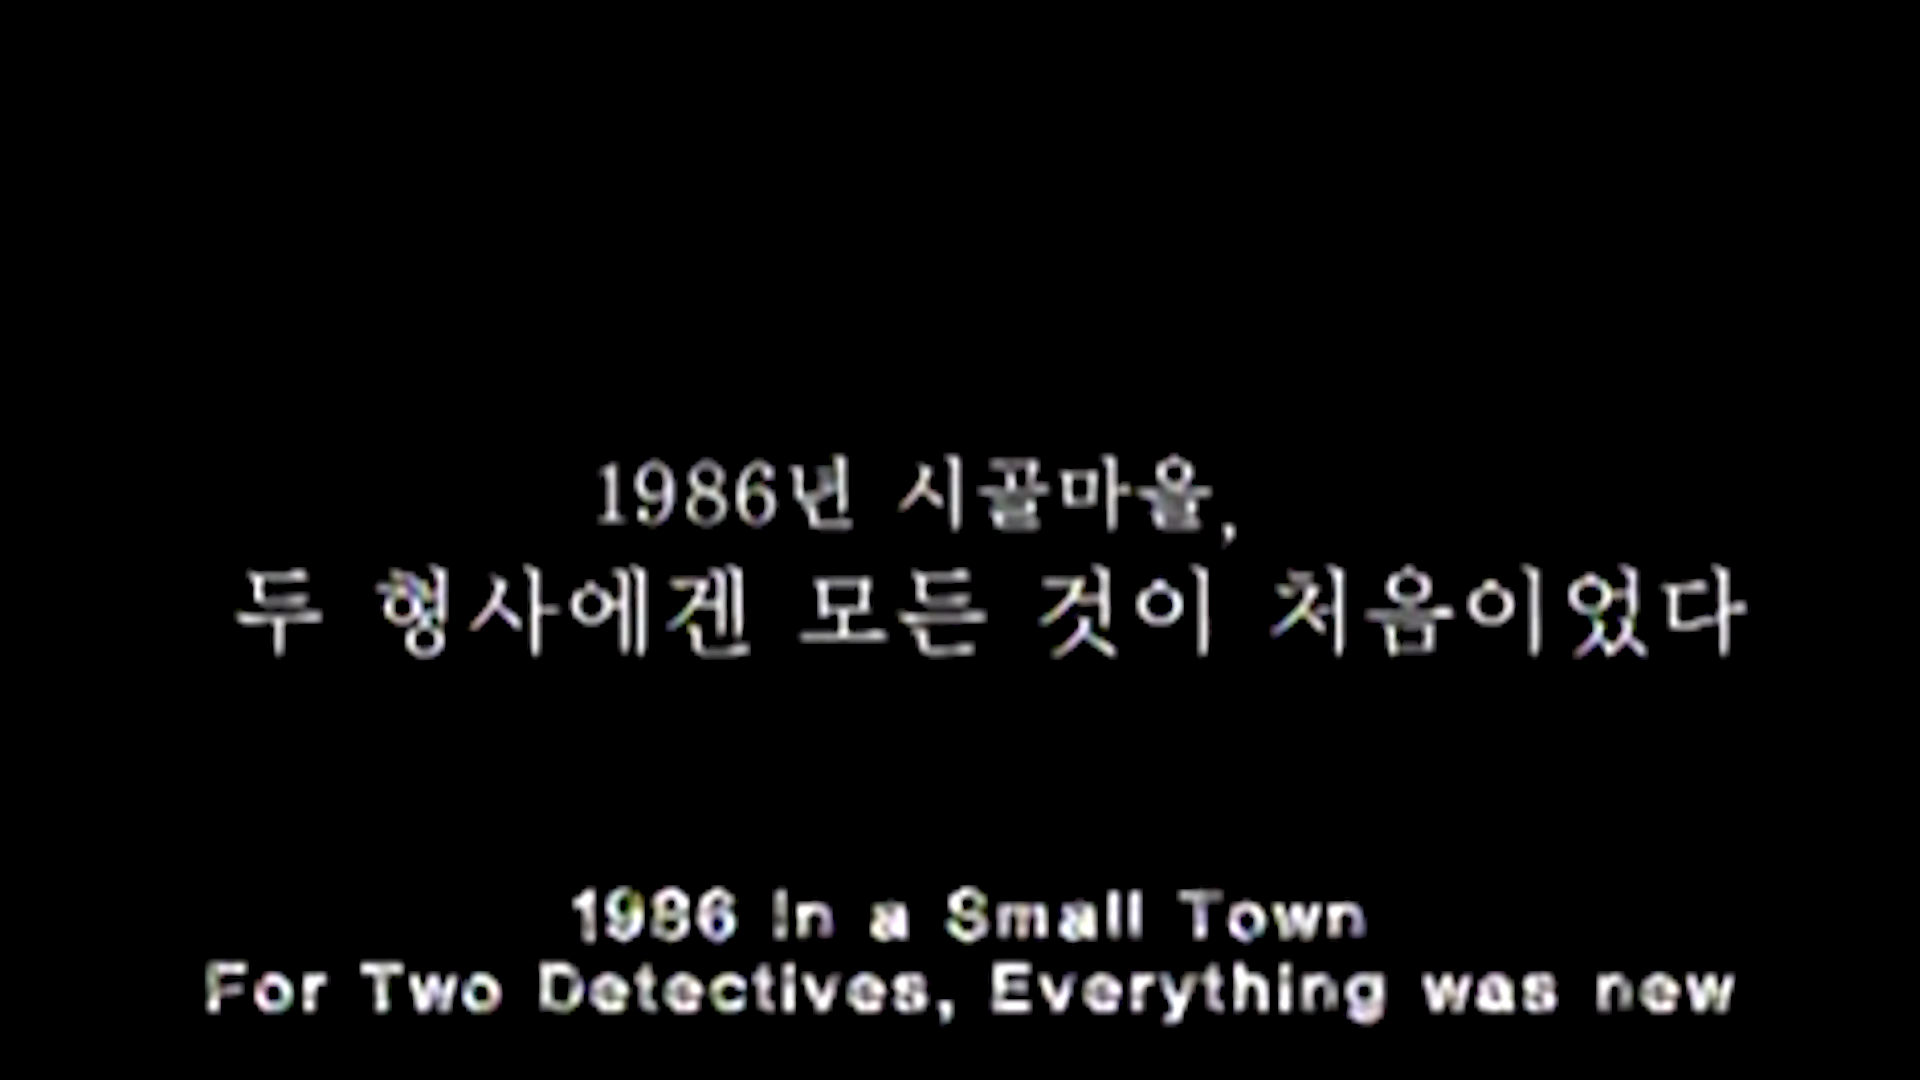 1986년 시골마을,
두 형사에겐 모든 것이 처음이었다
1986 In a Small Town
For Two Detectives, Everything was new